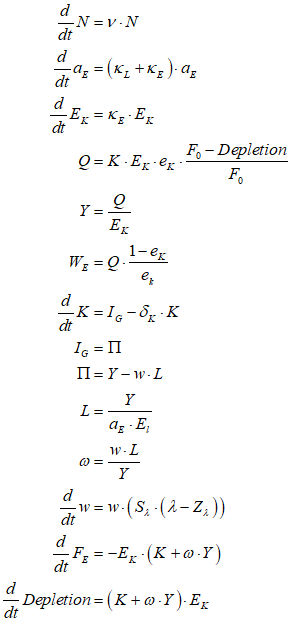 d/dt N = ν · N
d/dt a_E = (κ_L + κ_E) · a_E
d/dt E_K = κ_E · E_K
Q = K · E_K · e_K · (F_0 − Depletion)/F_0
Y = Q/E_K
W_E = Q · (1 − e_K)/e_k
d/dt K = I_G − δ_K · K
I_G = Π
Π = Y − w · L
L = Y/(a_E · E_l)
ω = (w · L)/Y
d/dt w = w · (S_λ · (λ − Z_λ))
d/dt F_E = −E_K · (K + ω · Y)
d/dt Depletion = (K + ω · Y) · E_K